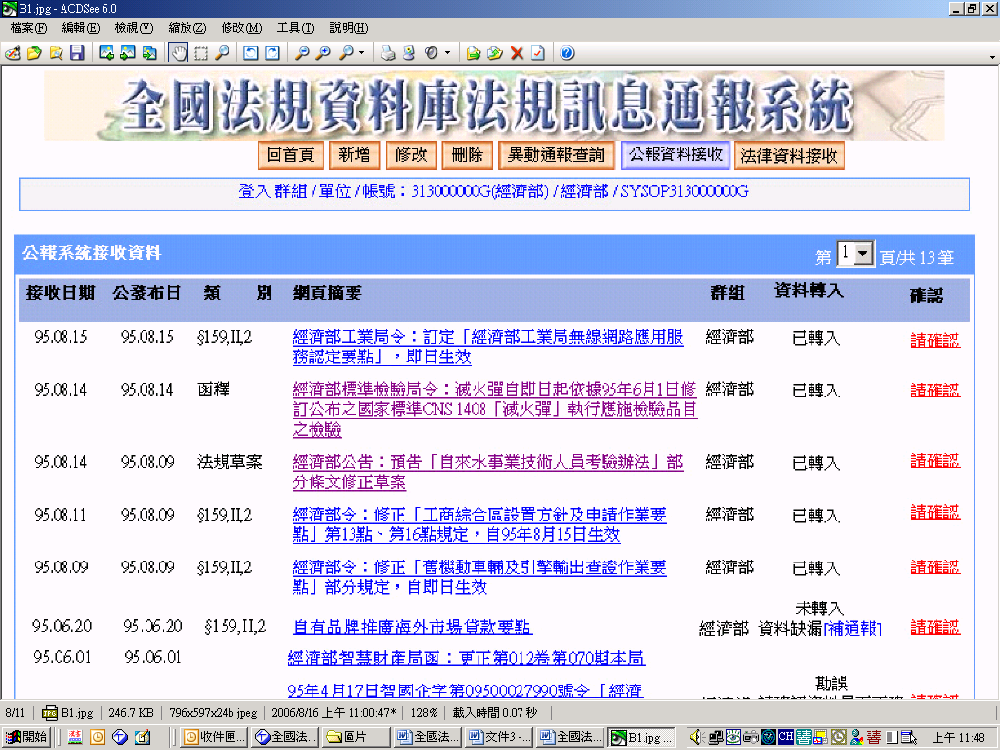 B1.jpg - ACDSee 6.0
檔案(F) 編輯(E) 檢視(V) 縮放(Z) 修改(M) 工具(T) 說明(H)
全國法規資料庫法規訊息通報系統
回首頁 新增 修改 刪除 異動通報查詢 公報資料接收 法律資料接收
登入 群組 / 單位 / 帳號：313000000G(經濟部) / 經濟部 / SYSOP313000000G
公報系統接收資料
第 1 頁/共 13 筆
接收日期 公發布日 類 別 網頁摘要 群組 資料轉入 確認
95.08.15 95.08.15 §159,II,2 經濟部工業局令：訂定「經濟部工業局無線網路應用服 經濟部 已轉入 請確認
務認定要點」，即日生效
95.08.14 95.08.14 函釋 經濟部標準檢驗局令：滅火彈自即日起依據95年6月1日修 經濟部 已轉入 請確認
訂公布之國家標準CNS 1408「滅火彈」執行應施檢驗品目
之檢驗
95.08.14 95.08.09 法規草案 經濟部公告：預告「自來水事業技術人員考驗辦法」部 經濟部 已轉入 請確認
分條文修正草案
95.08.11 95.08.09 §159,II,2 經濟部令：修正「工商綜合區設置方針及申請作業要 經濟部 已轉入 請確認
點」第13點、第16點規定，自95年8月15日生效
95.08.09 95.08.09 §159,II,2 經濟部令：修正「舊機動車輛及引擎輸出查證作業要 經濟部 已轉入 請確認
點」部分規定，自即日生效
未轉入
95.06.20 95.06.20 §159,II,2 自有品牌推廣海外市場貸款要點 經濟部 資料缺漏[補通報] 請確認
95.06.01 95.06.01 經濟部智慧財產局函：更正第012卷第070期本局
勘誤
95年4月17日智國企字第09500027990號令「經濟
8/11 B1.jpg 246.7 KB 796x597x24b jpeg 2006/8/16 上午 11:00:47* 128% 載入時間 0.07 秒
開始 收件匣... 全國法... 圖片 全國法... 文件3 -... 全國法... B1.jpg ... CH 上午 11:48